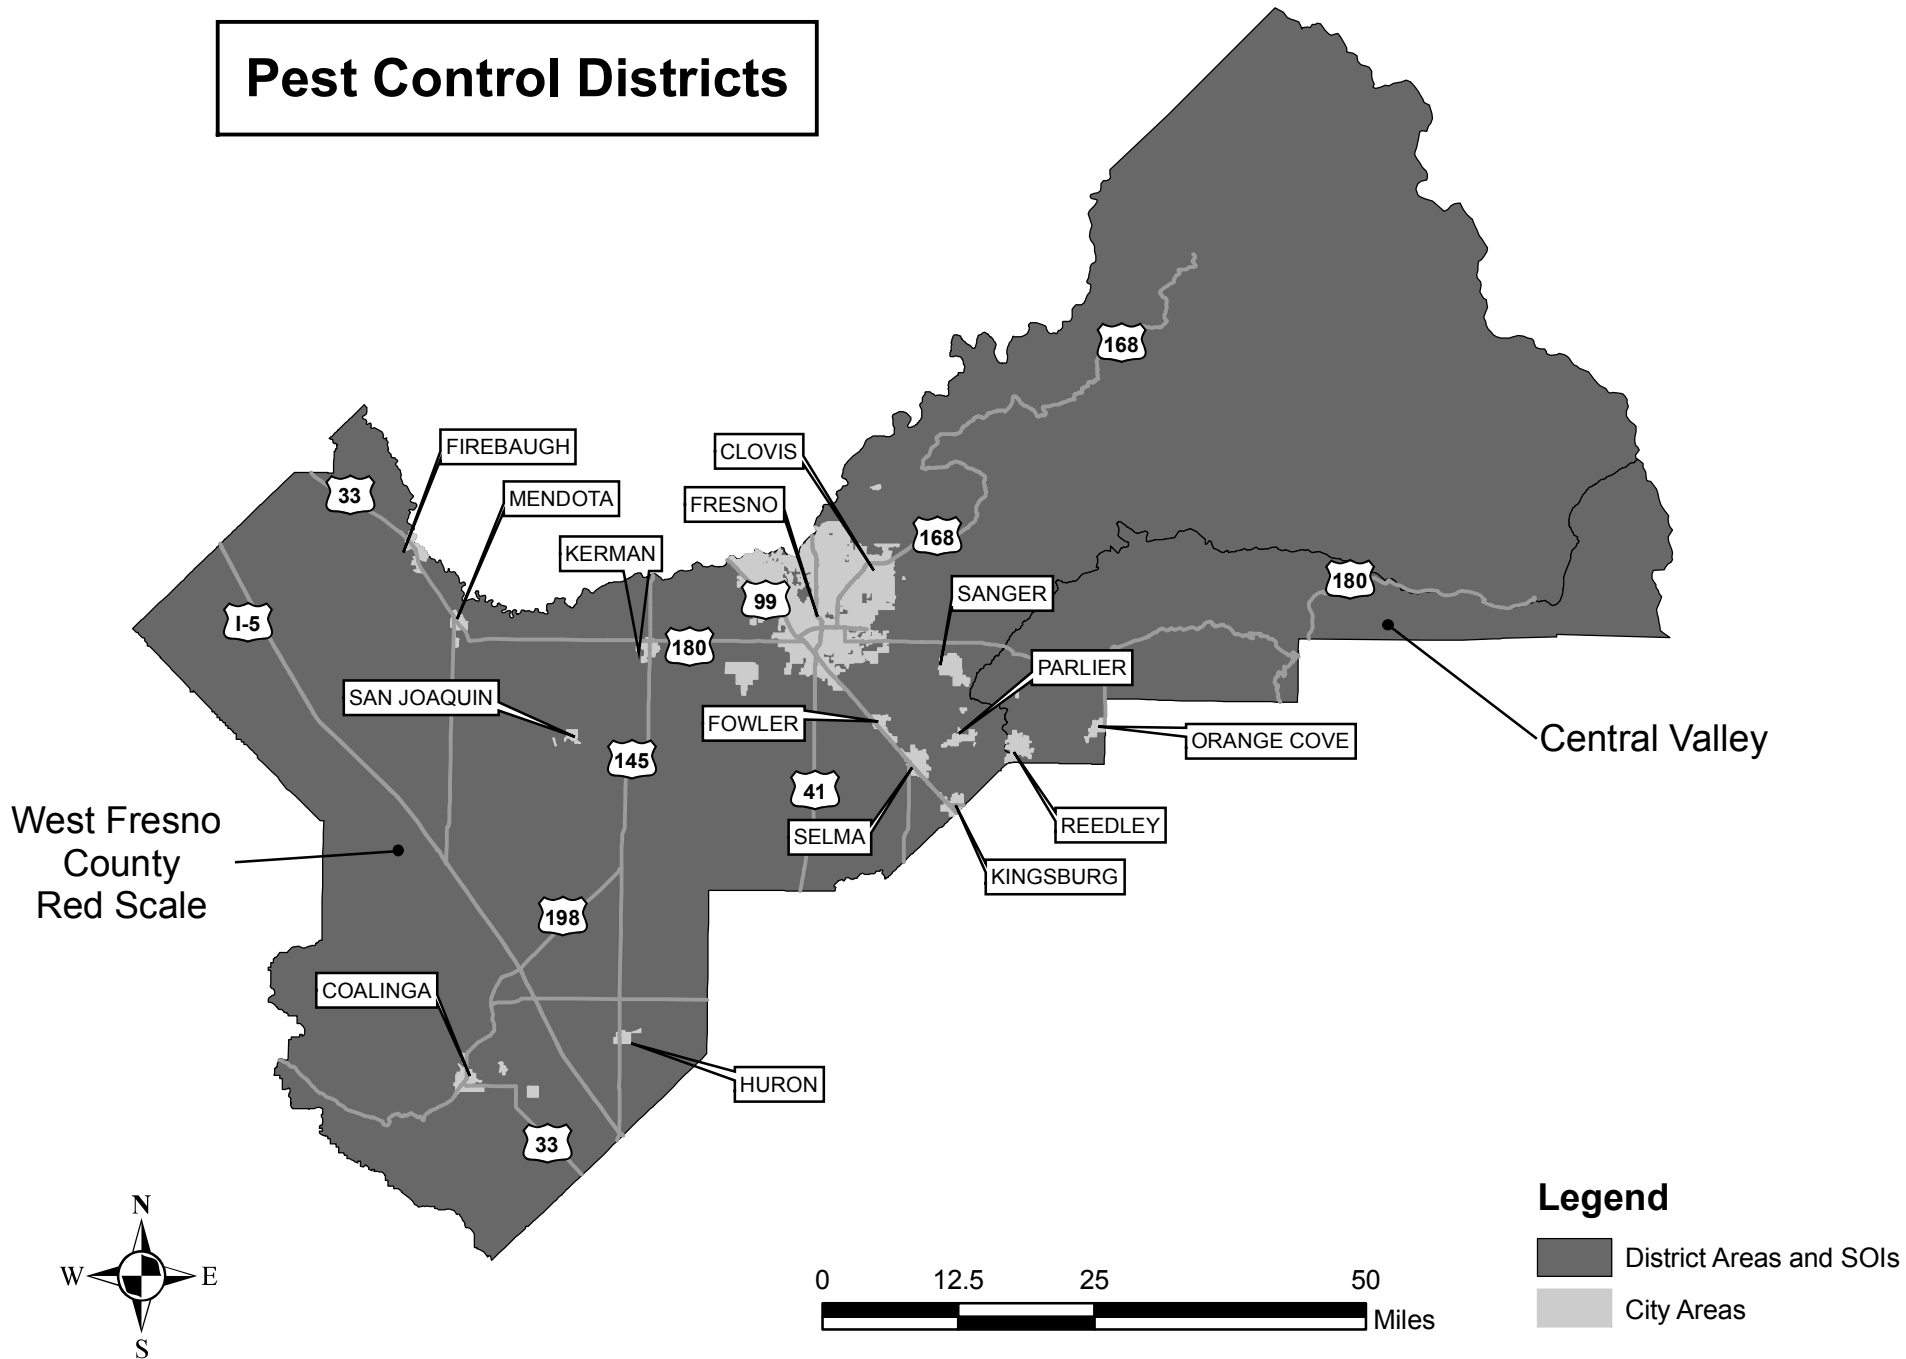 Pest Control Districts
168
FIREBAUGH
CLOVIS
33
MENDOTA
FRESNO
168
KERMAN
180
SANGER
99
I-5
180
PARLIER
SAN JOAQUIN
FOWLER
ORANGE COVE
Central Valley
145
41
West Fresno
County
Red Scale
SELMA
REEDLEY
KINGSBURG
198
COALINGA
HURON
33
N
W
E
S
0
12.5
25
50
Miles
Legend
District Areas and SOIs
City Areas